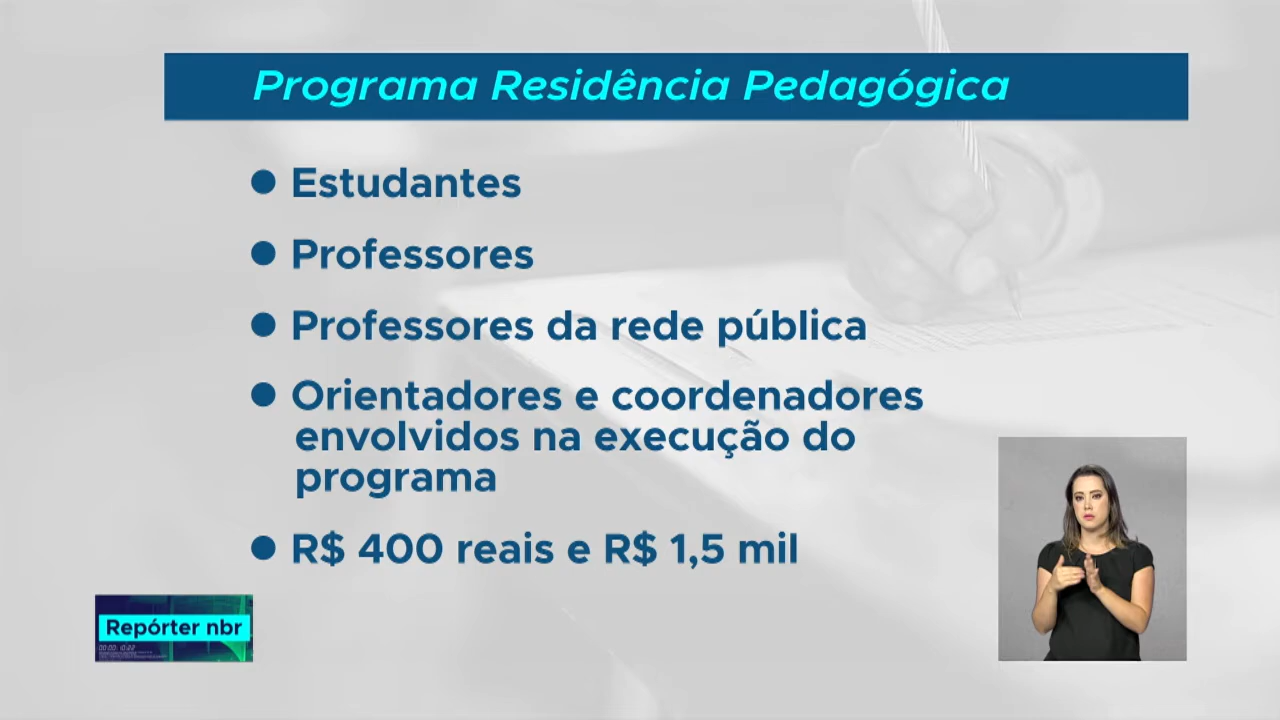 Programa Residência Pedagógica
● Estudantes
● Professores
● Professores da rede pública
● Orientadores e coordenadores
envolvidos na execução do
programa
● R$ 400 reais e R$ 1,5 mil
Repórter nbr